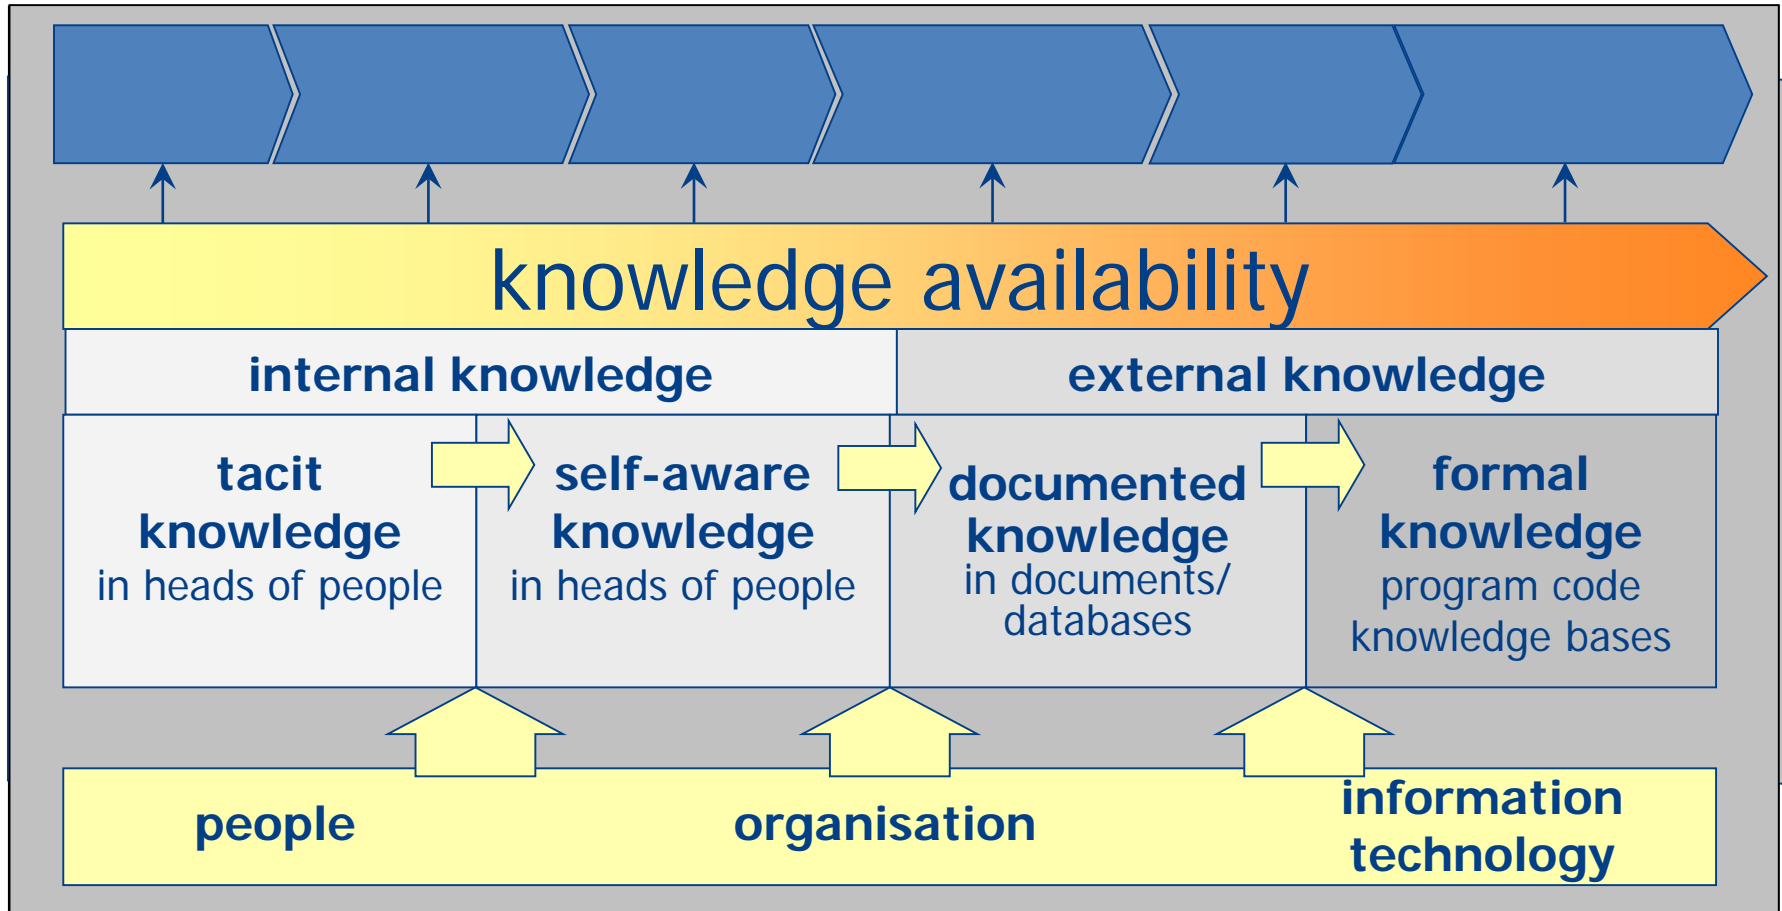 knowledge availability
internal knowledge
external knowledge
tacit
knowledge
in heads of people
self-aware
knowledge
in heads of people
documented
knowledge
in documents/
databases
formal
knowledge
program code
knowledge bases
people
organisation
information
technology